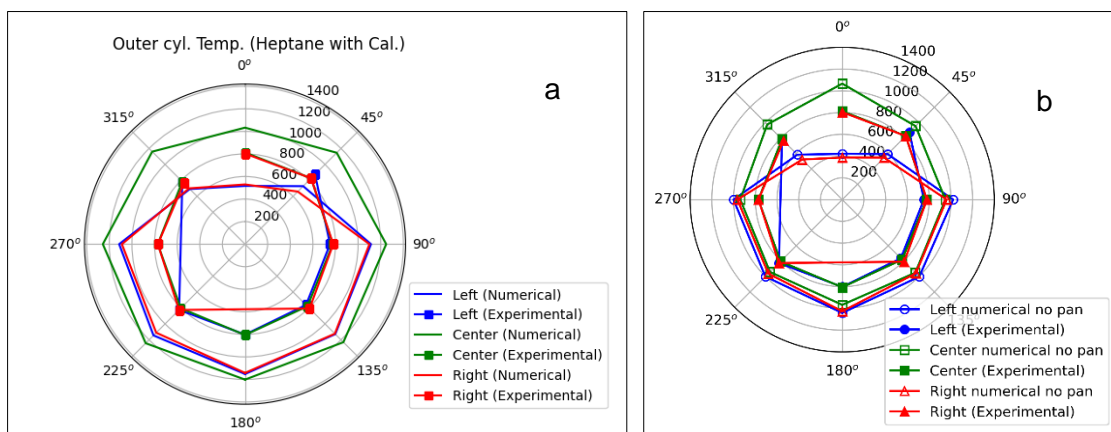 Outer cyl. Temp. (Heptane with Cal.)
a
0°
45°
90°
135°
180°
225°
270°
315°
200
400
600
800
1000
1200
1400
Left (Numerical)
Left (Experimental)
Center (Numerical)
Center (Experimental)
Right (Numerical)
Right (Experimental)
b
0°
45°
90°
180°
225°
270°
315°
200
400
600
800
1000
1200
1400
Left numerical no pan
Left (Experimental)
Center numerical no pan
Center (Experimental)
Right numerical no pan
Right (Experimental)